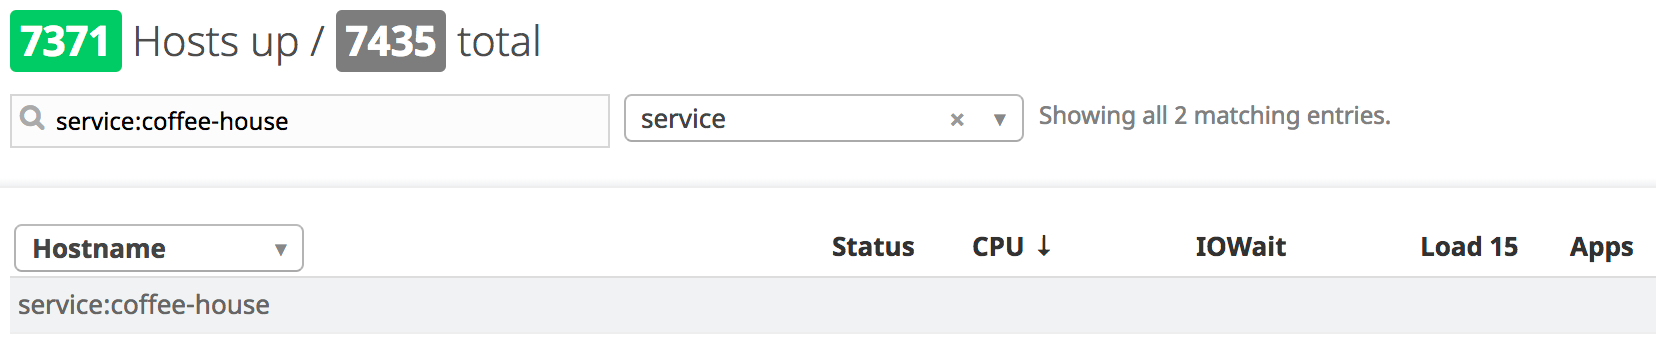 7371 Hosts up / 7435 total
service:coffee-house service × ▼ Showing all 2 matching entries.
Hostname ▼ Status CPU ↓ IOWait Load 15 Apps
service:coffee-house